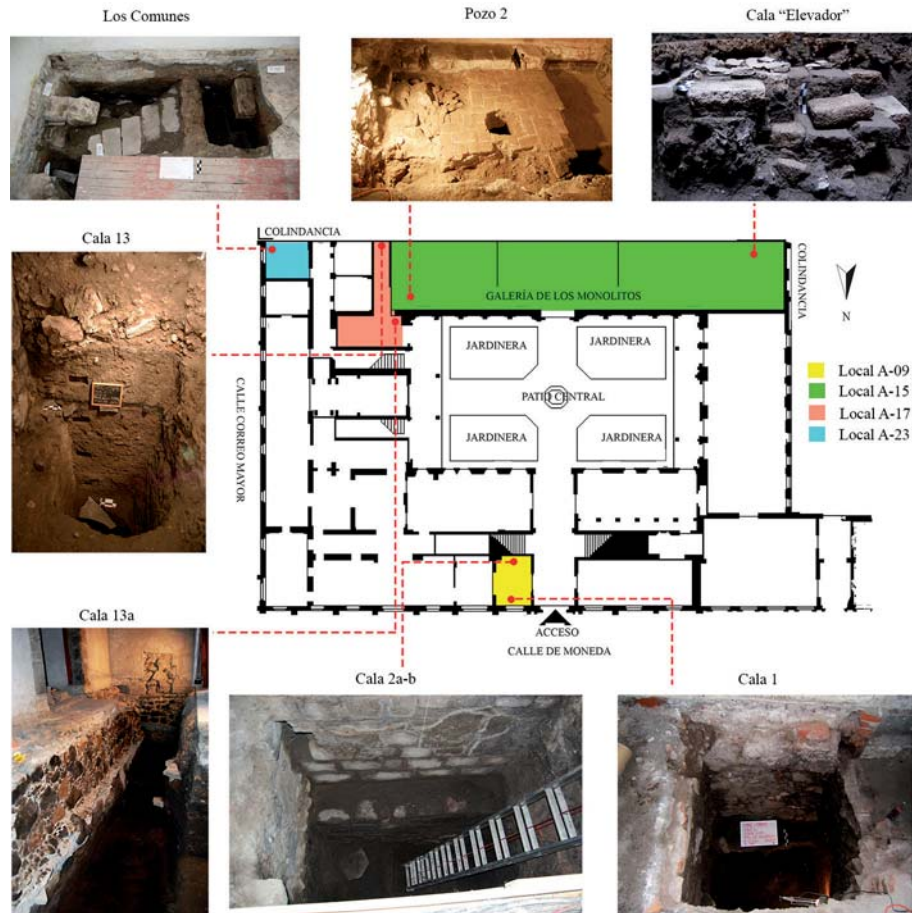 Los Comunes
Pozo 2
Cala “Elevador”
COLINDANCIA
Cala 13
COLINDANCIA
GALERÍA DE LOS MONOLITOS
N
JARDINERA
JARDINERA
Local A-09
Local A-15
PATIO CENTRAL
Local A-17
JARDINERA
JARDINERA
Local A-23
CALLE CORREO MAYOR
Cala 13a
ACCESO
CALLE DE MONEDA
Cala 2a-b
Cala 1